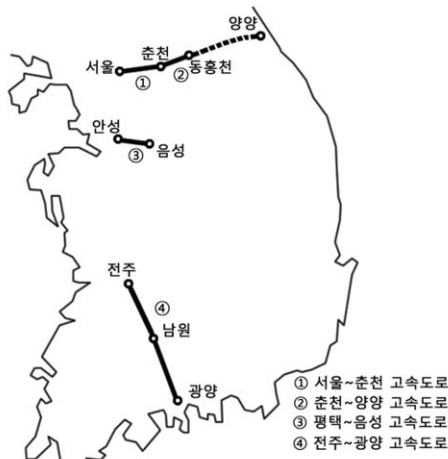 양양
춘천
서울
동홍천
①
②
안성
음성
③
전주
④
남원
광양
① 서울~춘천 고속도로
② 춘천~양양 고속도로
③ 평택~음성 고속도로
④ 전주~광양 고속도로